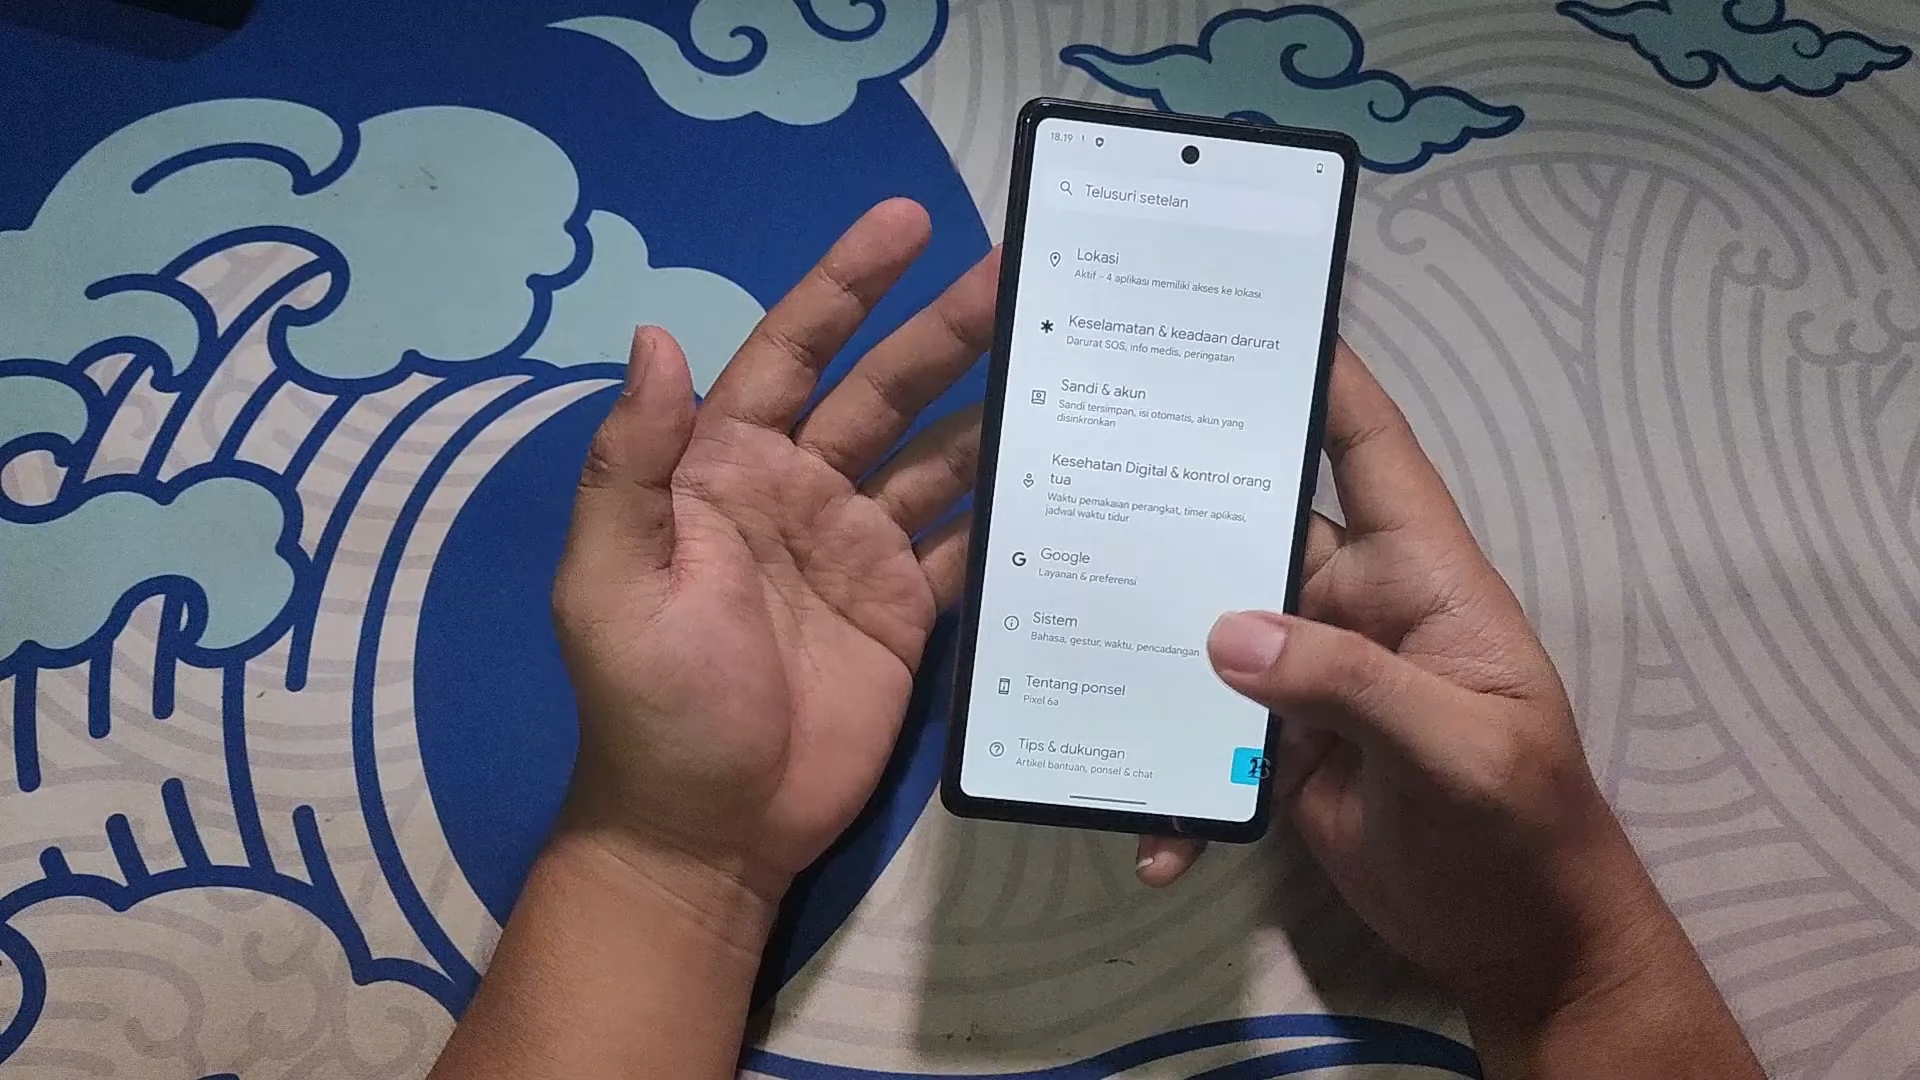 18.19
Telusuri setelan
Lokasi
Aktif - 4 aplikasi memiliki akses ke lokasi
Keselamatan & keadaan darurat
Darurat SOS, info medis, peringatan
Sandi & akun
Sandi tersimpan, isi otomatis, akun yang
disinkronkan
Kesehatan Digital & kontrol orang
tua
Waktu pemakaian perangkat, timer aplikasi,
jadwal waktu tidur
G Google
Layanan & preferensi
Sistem
Bahasa, gestur, waktu, pencadangan
Tentang ponsel
Pixel 6a
Tips & dukungan
Artikel bantuan, ponsel & chat